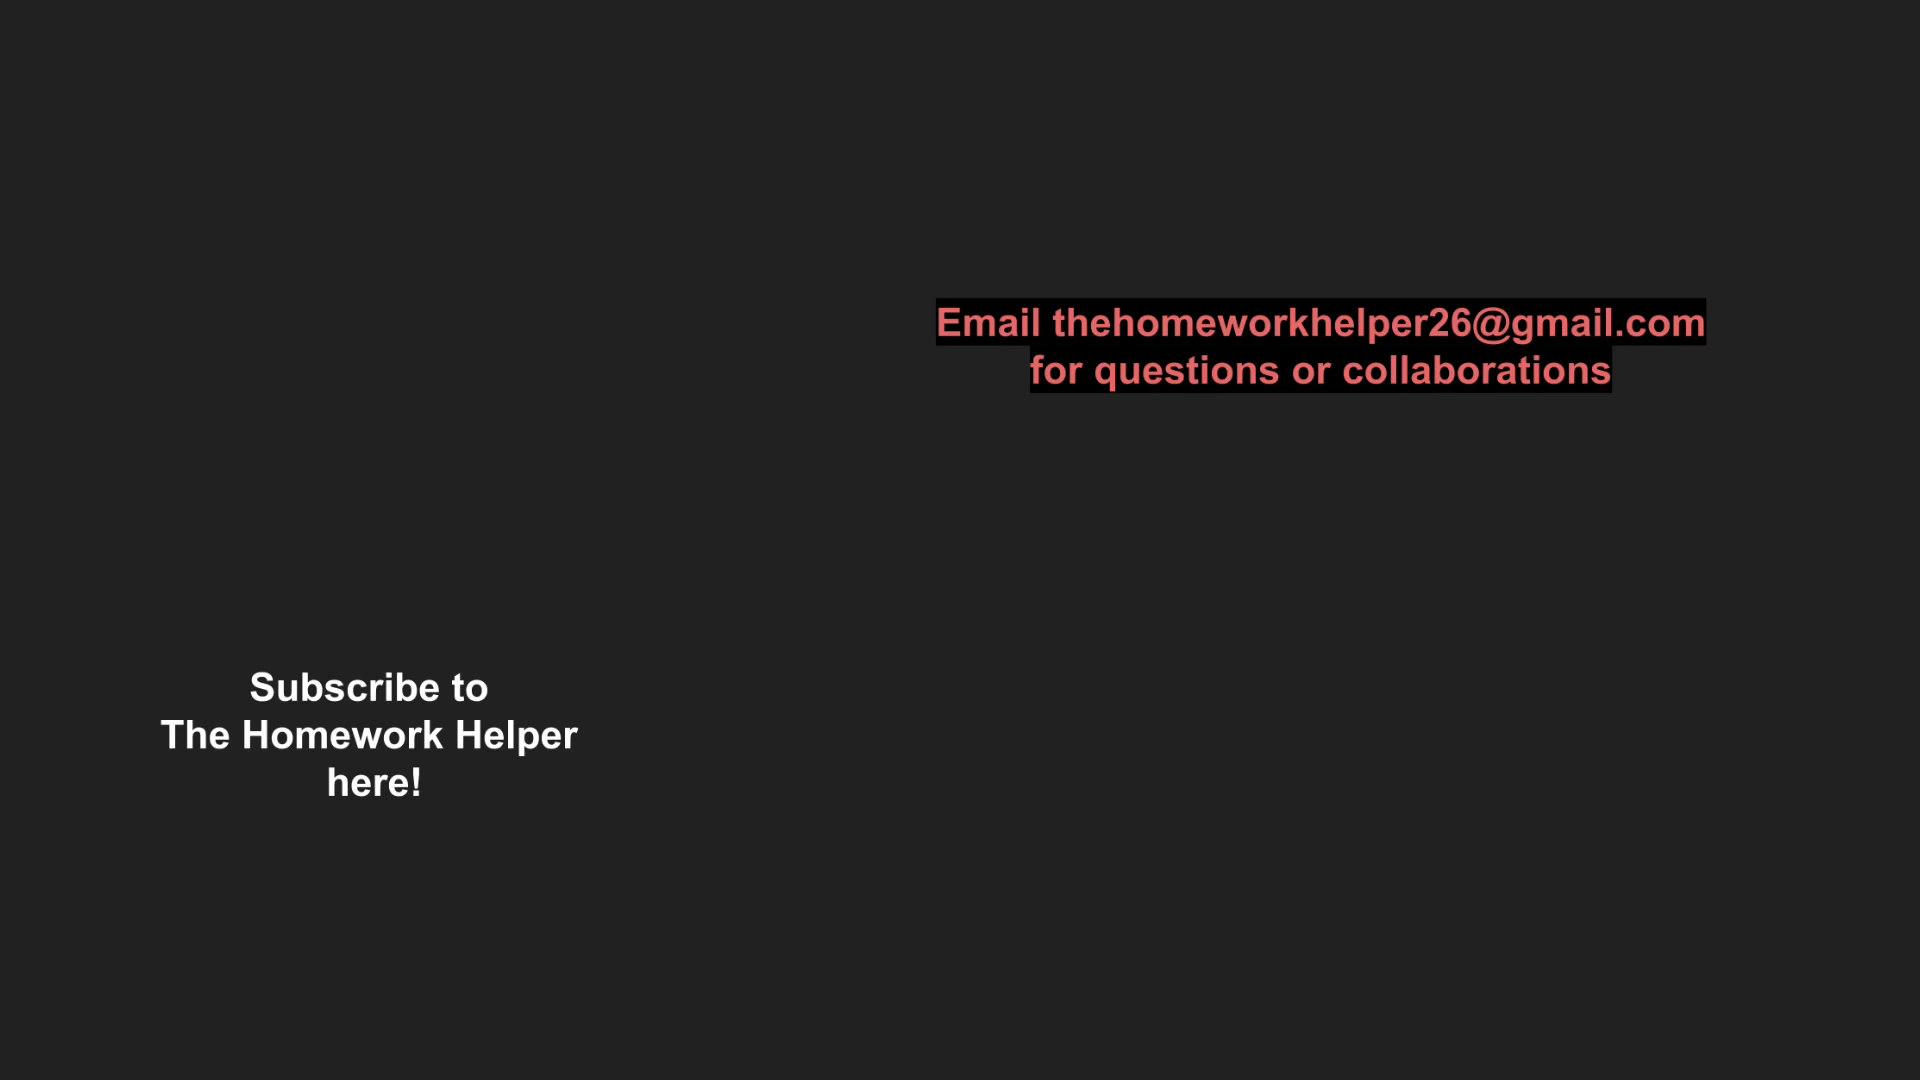 Email thehomeworkhelper26@gmail.com
for questions or collaborations
Subscribe to
The Homework Helper
here!